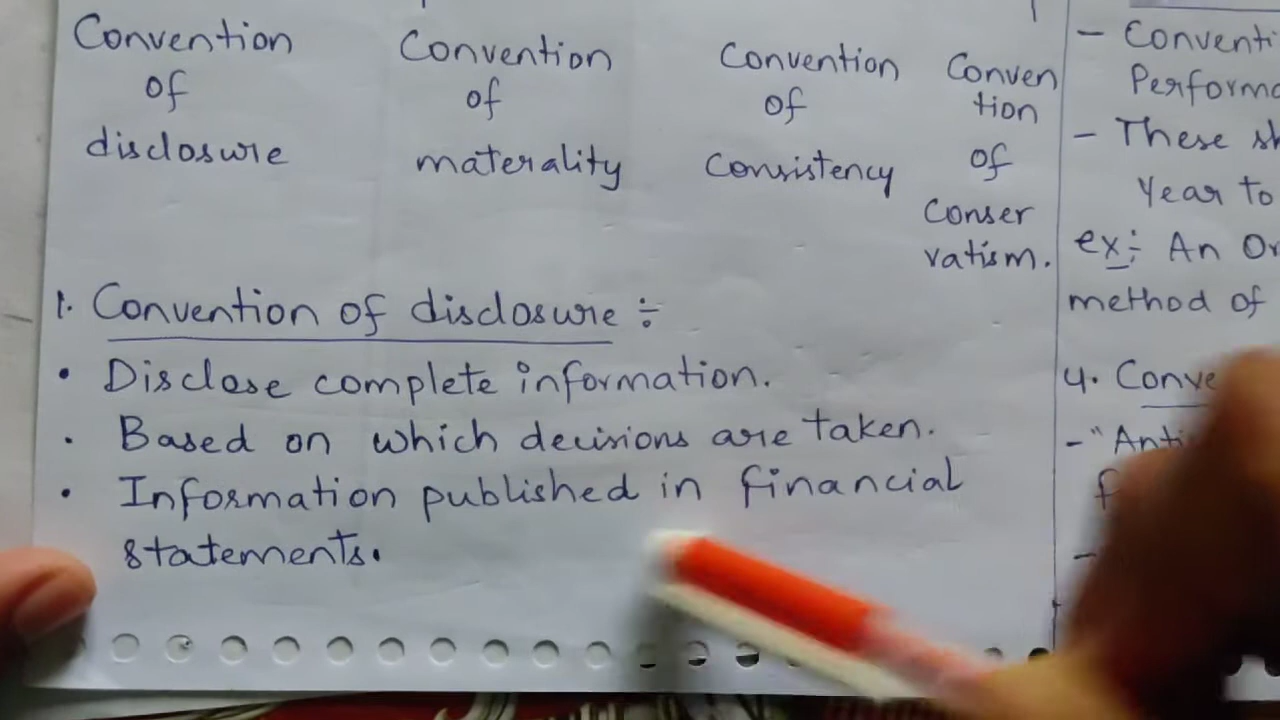 Convention
of
disclosure
Convention
of
materality
Convention
of
Consistency
Conven
tion
of
Conser
vatism.
1. Convention of disclosure ÷
• Disclose complete information.
• Based on which decisions are taken.
• Information published in financial
statements.
- Conventi
Performa
- These sh
Year to
ex÷ An Or
method of
4. Conve
- "Anti
f
-